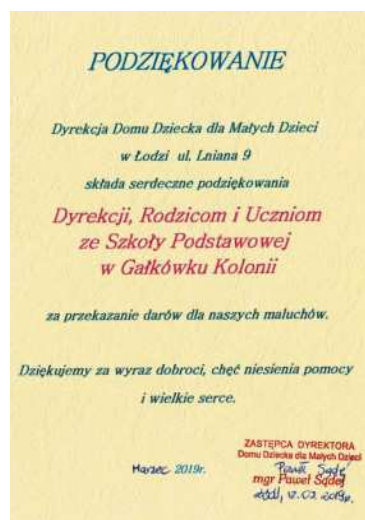 PODZIĘKOWANIE
Dyrekcja Domu Dziecka dla Małych Dzieci
w Łodzi ul. Lniana 9
składa serdeczne podziękowania
Dyrekcji, Rodzicom i Uczniom
ze Szkoły Podstawowej
w Gałkówku Kolonii
za przekazanie darów dla naszych maluchów.
Dziękujemy za wyraz dobroci, chęć niesienia pomocy
i wielkie serce.
Marzec 2019r.
ZASTĘPCA DYREKTORA
Domu Dziecka dla Małych Dzieci
Paweł
mgr Paweł